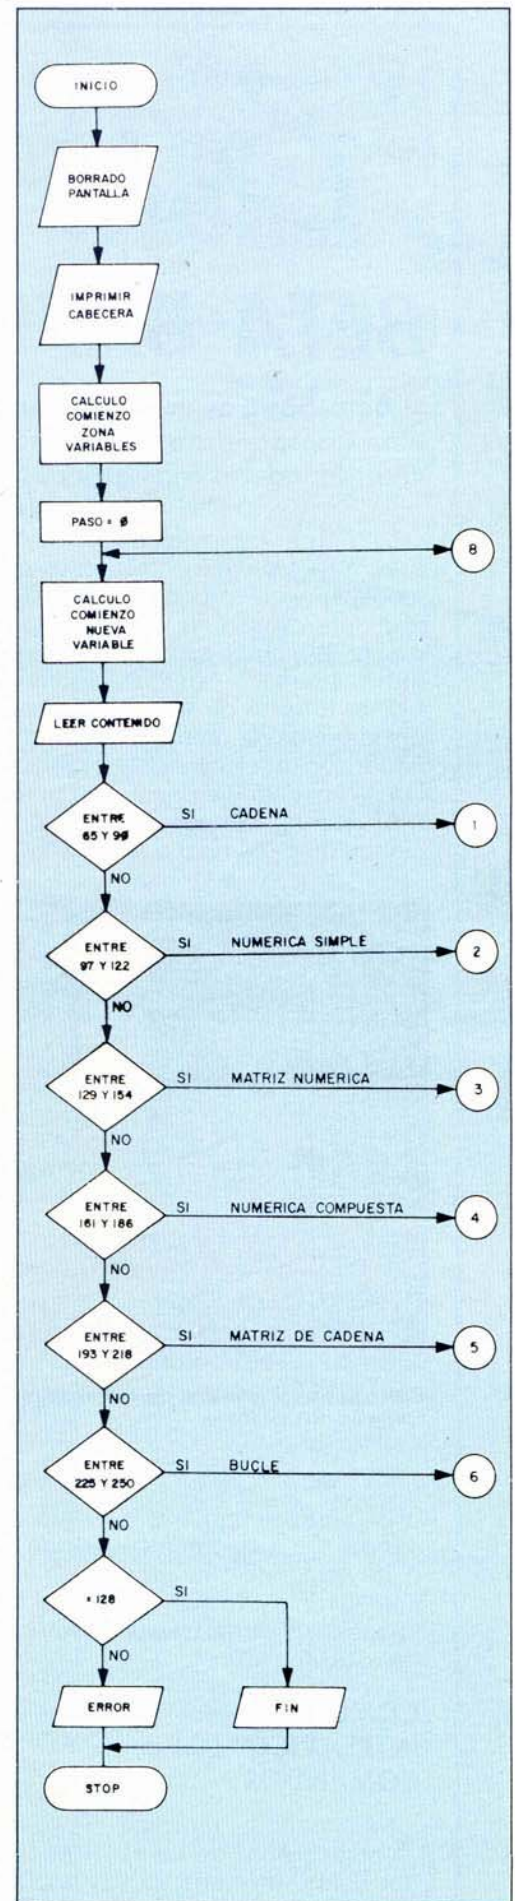 INICIO
BORRADO
PANTALLA
IMPRIMIR
CABECERA
CALCULO
COMIENZO
ZONA
VARIABLES
PASO = Ø
8
CALCULO
COMIENZO
NUEVA
VARIABLE
LEER CONTENIDO
ENTRE
65 Y 9Ø
SI CADENA
1
NO
ENTRE
97 Y 122
SI NUMERICA SIMPLE
2
NO
ENTRE
129 Y 154
SI MATRIZ NUMERICA
3
NO
ENTRE
161 Y 186
SI NUMERICA COMPUESTA
4
NO
ENTRE
193 Y 218
SI MATRIZ DE CADENA
5
NO
ENTRE
225 Y 250
SI BUCLE
6
NO
= 128
SI
NO
ERROR
FIN
STOP